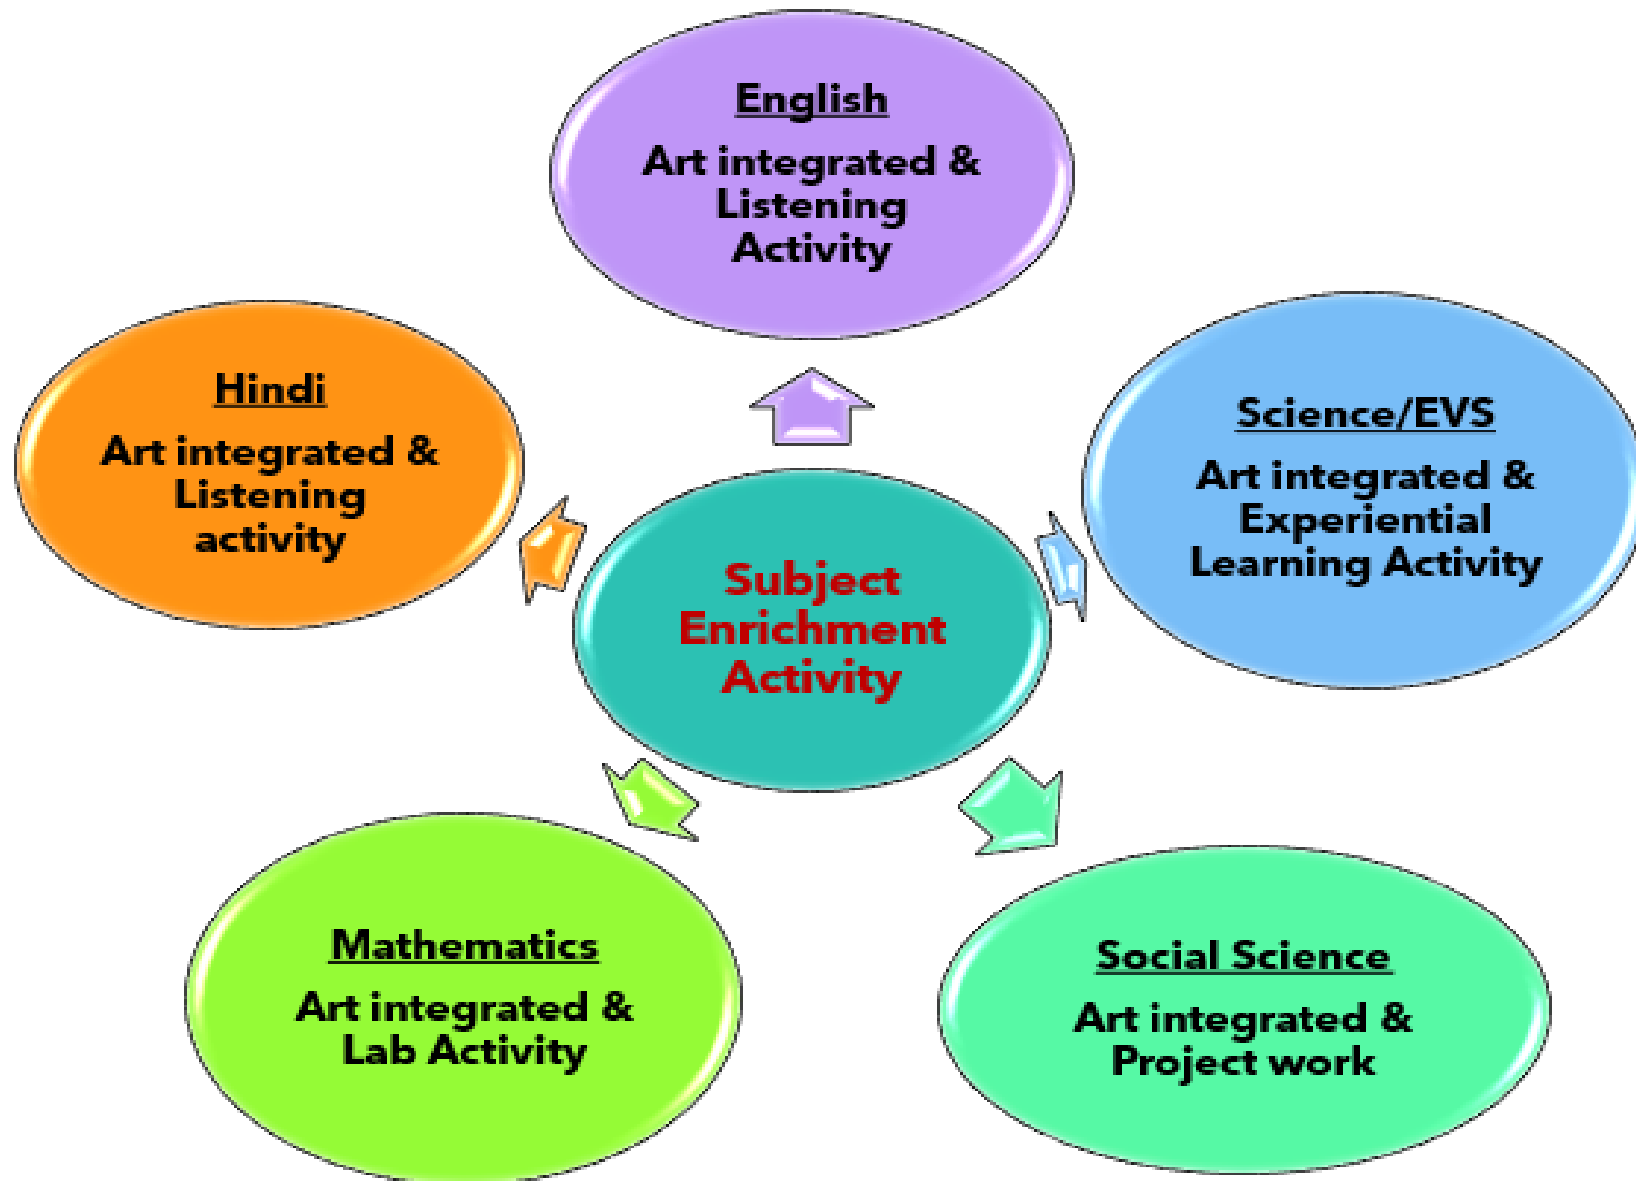 English
Art integrated &
Listening
Activity
Hindi
Art integrated &
Listening
activity
Science/EVS
Art integrated &
Experiential
Learning Activity
Subject
Enrichment
Activity
Mathematics
Art integrated &
Lab Activity
Social Science
Art integrated &
Project work